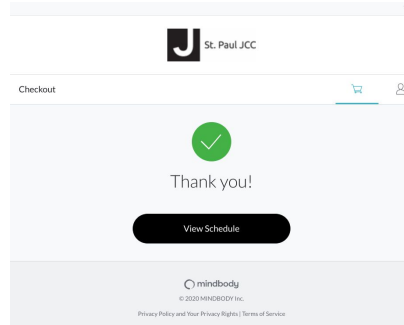 St. Paul JCC
Checkout
Thank you!
View Schedule
mindbody
© 2020 MINDBODY Inc.
Privacy Policy and Your Privacy Rights | Terms of Service